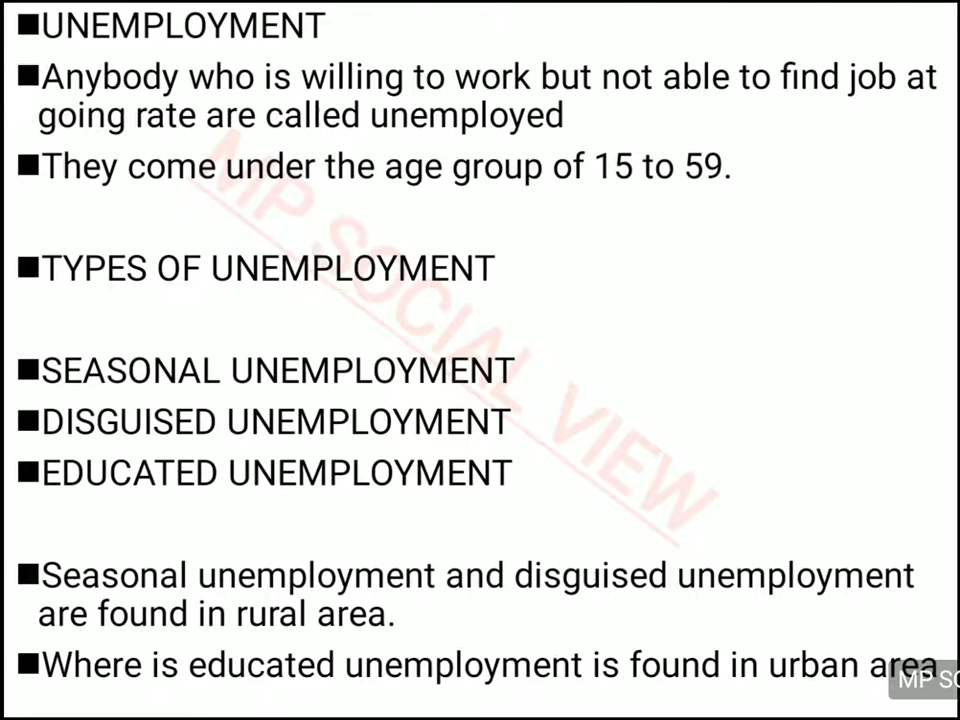 ■UNEMPLOYMENT
■Anybody who is willing to work but not able to find job at
going rate are called unemployed
■They come under the age group of 15 to 59.
■TYPES OF UNEMPLOYMENT
■SEASONAL UNEMPLOYMENT
■DISGUISED UNEMPLOYMENT
■EDUCATED UNEMPLOYMENT
■Seasonal unemployment and disguised unemployment
are found in rural area.
■Where is educated unemployment is found in urban area
MP SOCIAL VIEW
MP SO